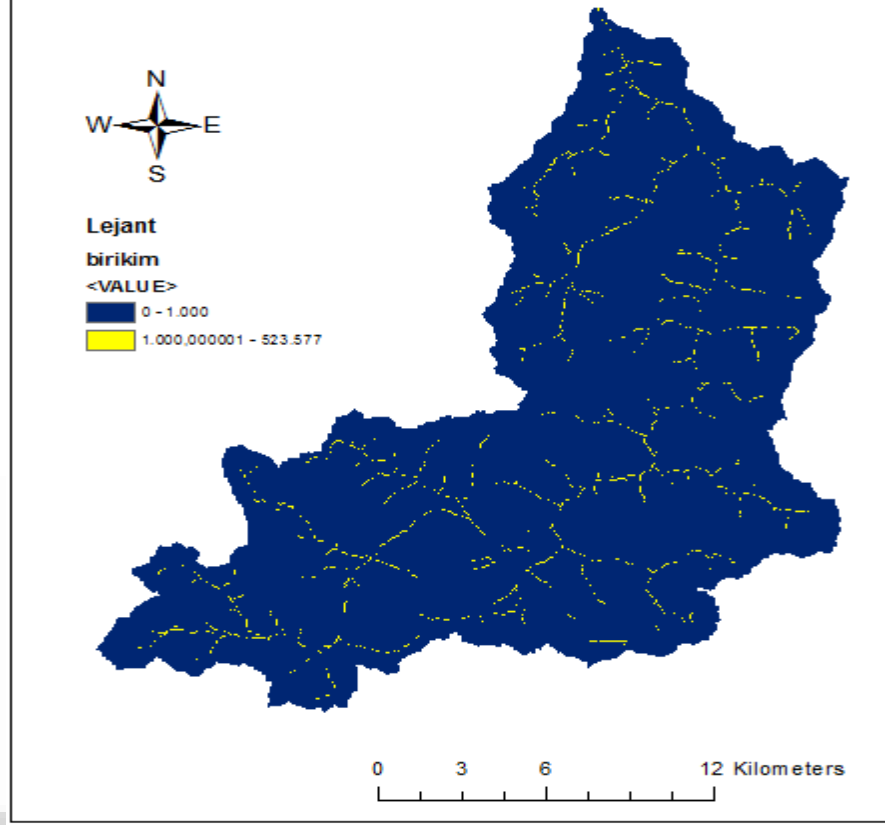 N
W E
S
Lejant
birikim
<VALUE>
0 - 1.000
1.000,000001 - 523.577
0 3 6 12 Kilometers